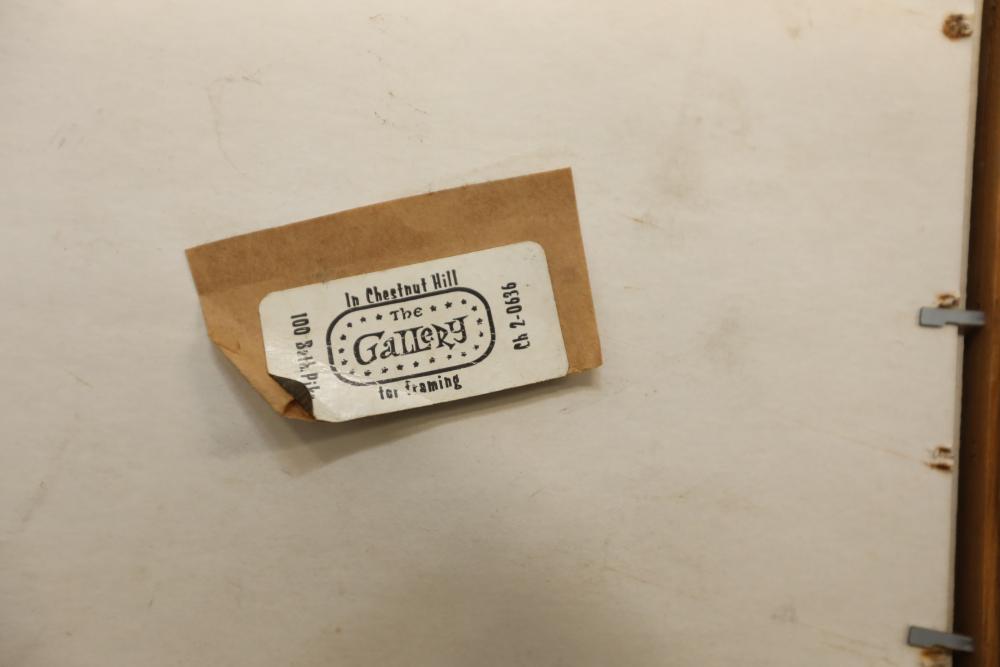 In Chestnut Hill
The
Gallery
for framing
100 Beth Pike
Ch 2-0636